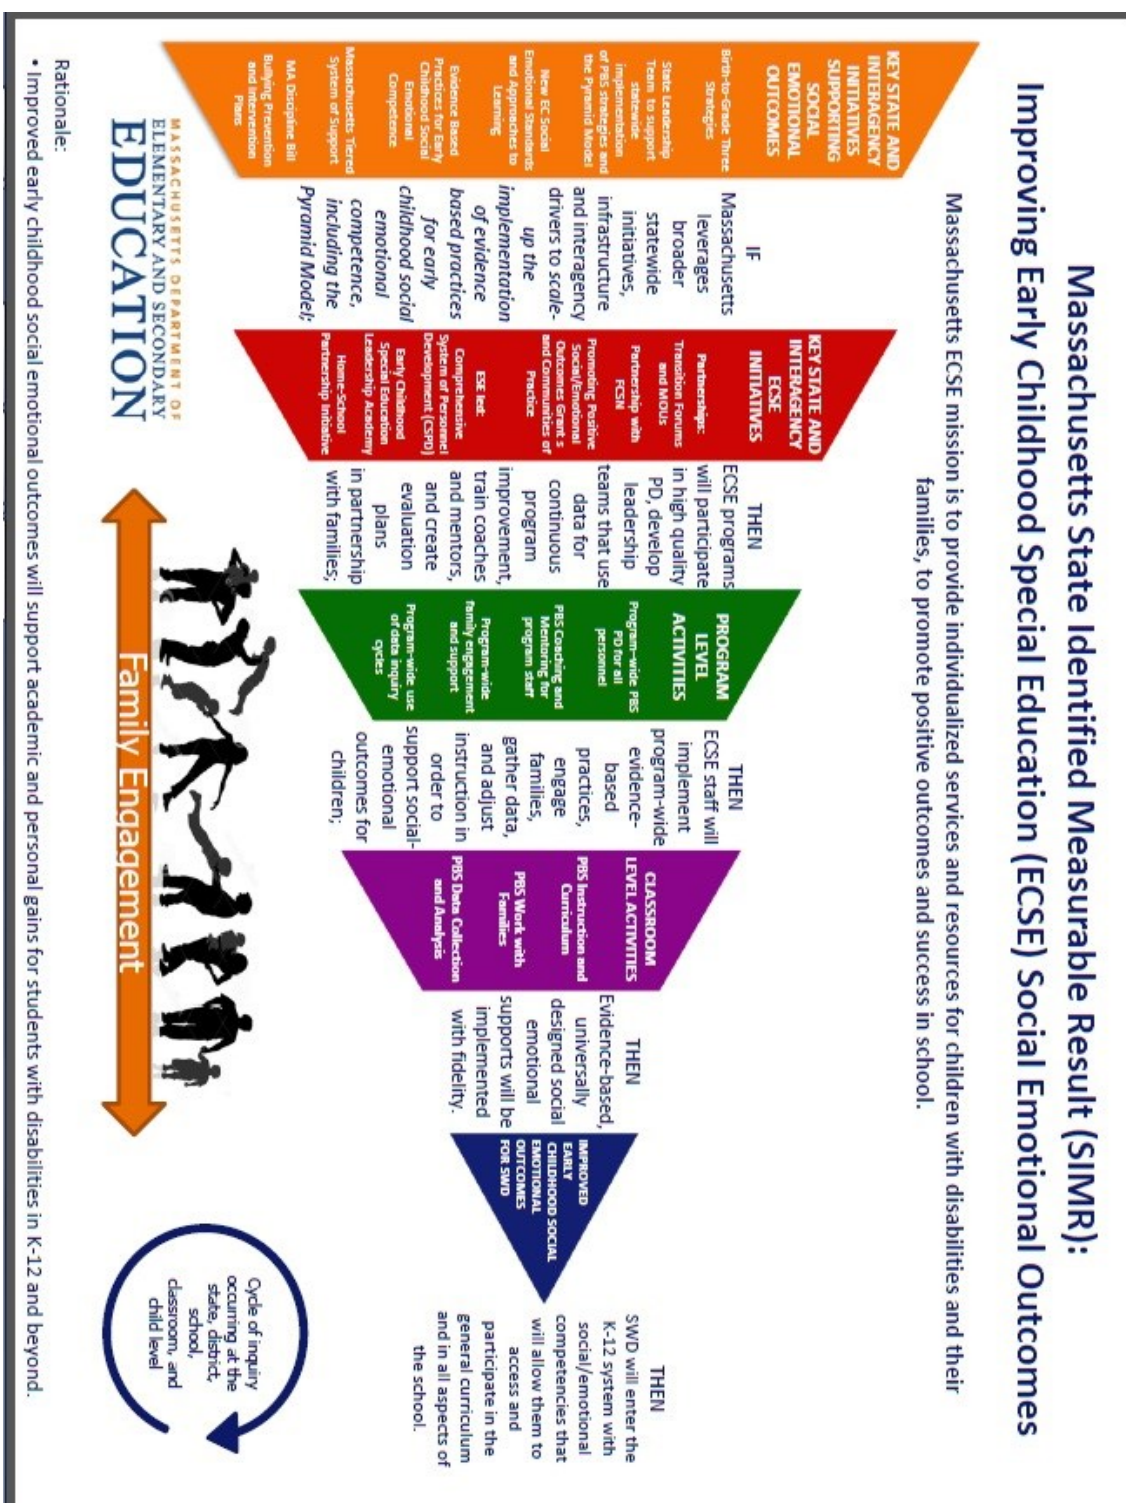 Massachusetts State Identified Measurable Result (SIMR):
Improving Early Childhood Special Education (ECSE) Social Emotional Outcomes
Massachusetts ECSE mission is to provide individualized services and resources for children with disabilities and their
families, to promote positive outcomes and success in school.
KEY STATE AND
INTERAGENCY
INITIATIVES
SUPPORTING
SOCIAL
EMOTIONAL
OUTCOMES
Birth-to-Grade Three
Strategies
State Leadership
Team to support
statewide
implementation
of PBS strategies and
the Pyramid Model
New EC Social
Emotional Standards
and Approaches to
Learning
Evidence Based
Practices for Early
Childhood Social
Emotional
Competence
Massachusetts Tiered
System of Support
MA Discipline Bill
Bullying Prevention
and Intervention
Plans
IF
Massachusetts
leverages
broader
statewide
initiatives,
infrastructure
and interagency
drivers to scale-
up the
implementation
of evidence
based practices
for early
childhood social
emotional
competence,
including the
Pyramid Model;
KEY STATE AND
INTERAGENCY
ECSE
INITIATIVES
Partnerships:
Transition Forums
and MOUs
Partnership with
FCSN
Promoting Positive
Social/Emotional
Outcomes Grant s
and Communities of
Practice
ESE led:
Comprehensive
System of Personnel
Development (CSPD)
Early Childhood
Special Education
Leadership Academy
Home-School
Partnership Initiative
THEN
ECSE programs
will participate
in high quality
PD, develop
leadership
teams that use
data for
continuous
program
improvement,
train coaches
and mentors,
and create
evaluation
plans
in partnership
with families;
PROGRAM
LEVEL
ACTIVITIES
Program-wide PBS
PD for all
personnel
PBS Coaching and
Mentoring for
program staff
Program-wide
family engagement
and support
Program-wide use
of data inquiry
cycles
THEN
ECSE staff will
implement
program-wide
evidence-
based
practices,
engage
families,
gather data,
and adjust
instruction in
order to
support social-
emotional
outcomes for
children;
CLASSROOM
LEVEL ACTIVITIES
PBS Instruction and
Curriculum
PBS Work with
Families
PBS Data Collection
and Analysis
THEN
Evidence-based,
universally
designed social
emotional
supports will be
implemented
with fidelity.
IMPROVED
EARLY
CHILDHOOD SOCIAL
EMOTIONAL
OUTCOMES
FOR SWD
THEN
SWD will enter the
K-12 system with
social/emotional
competencies that
will allow them to
access and
participate in the
general curriculum
and in all aspects of
the school.
MASSACHUSETTS DEPARTMENT OF
ELEMENTARY AND SECONDARY
EDUCATION
Family Engagement
Cycle of inquiry
occurring at the
state, district,
school,
classroom, and
child level
Rationale:
• Improved early childhood social emotional outcomes will support academic and personal gains for students with disabilities in K-12 and beyond.